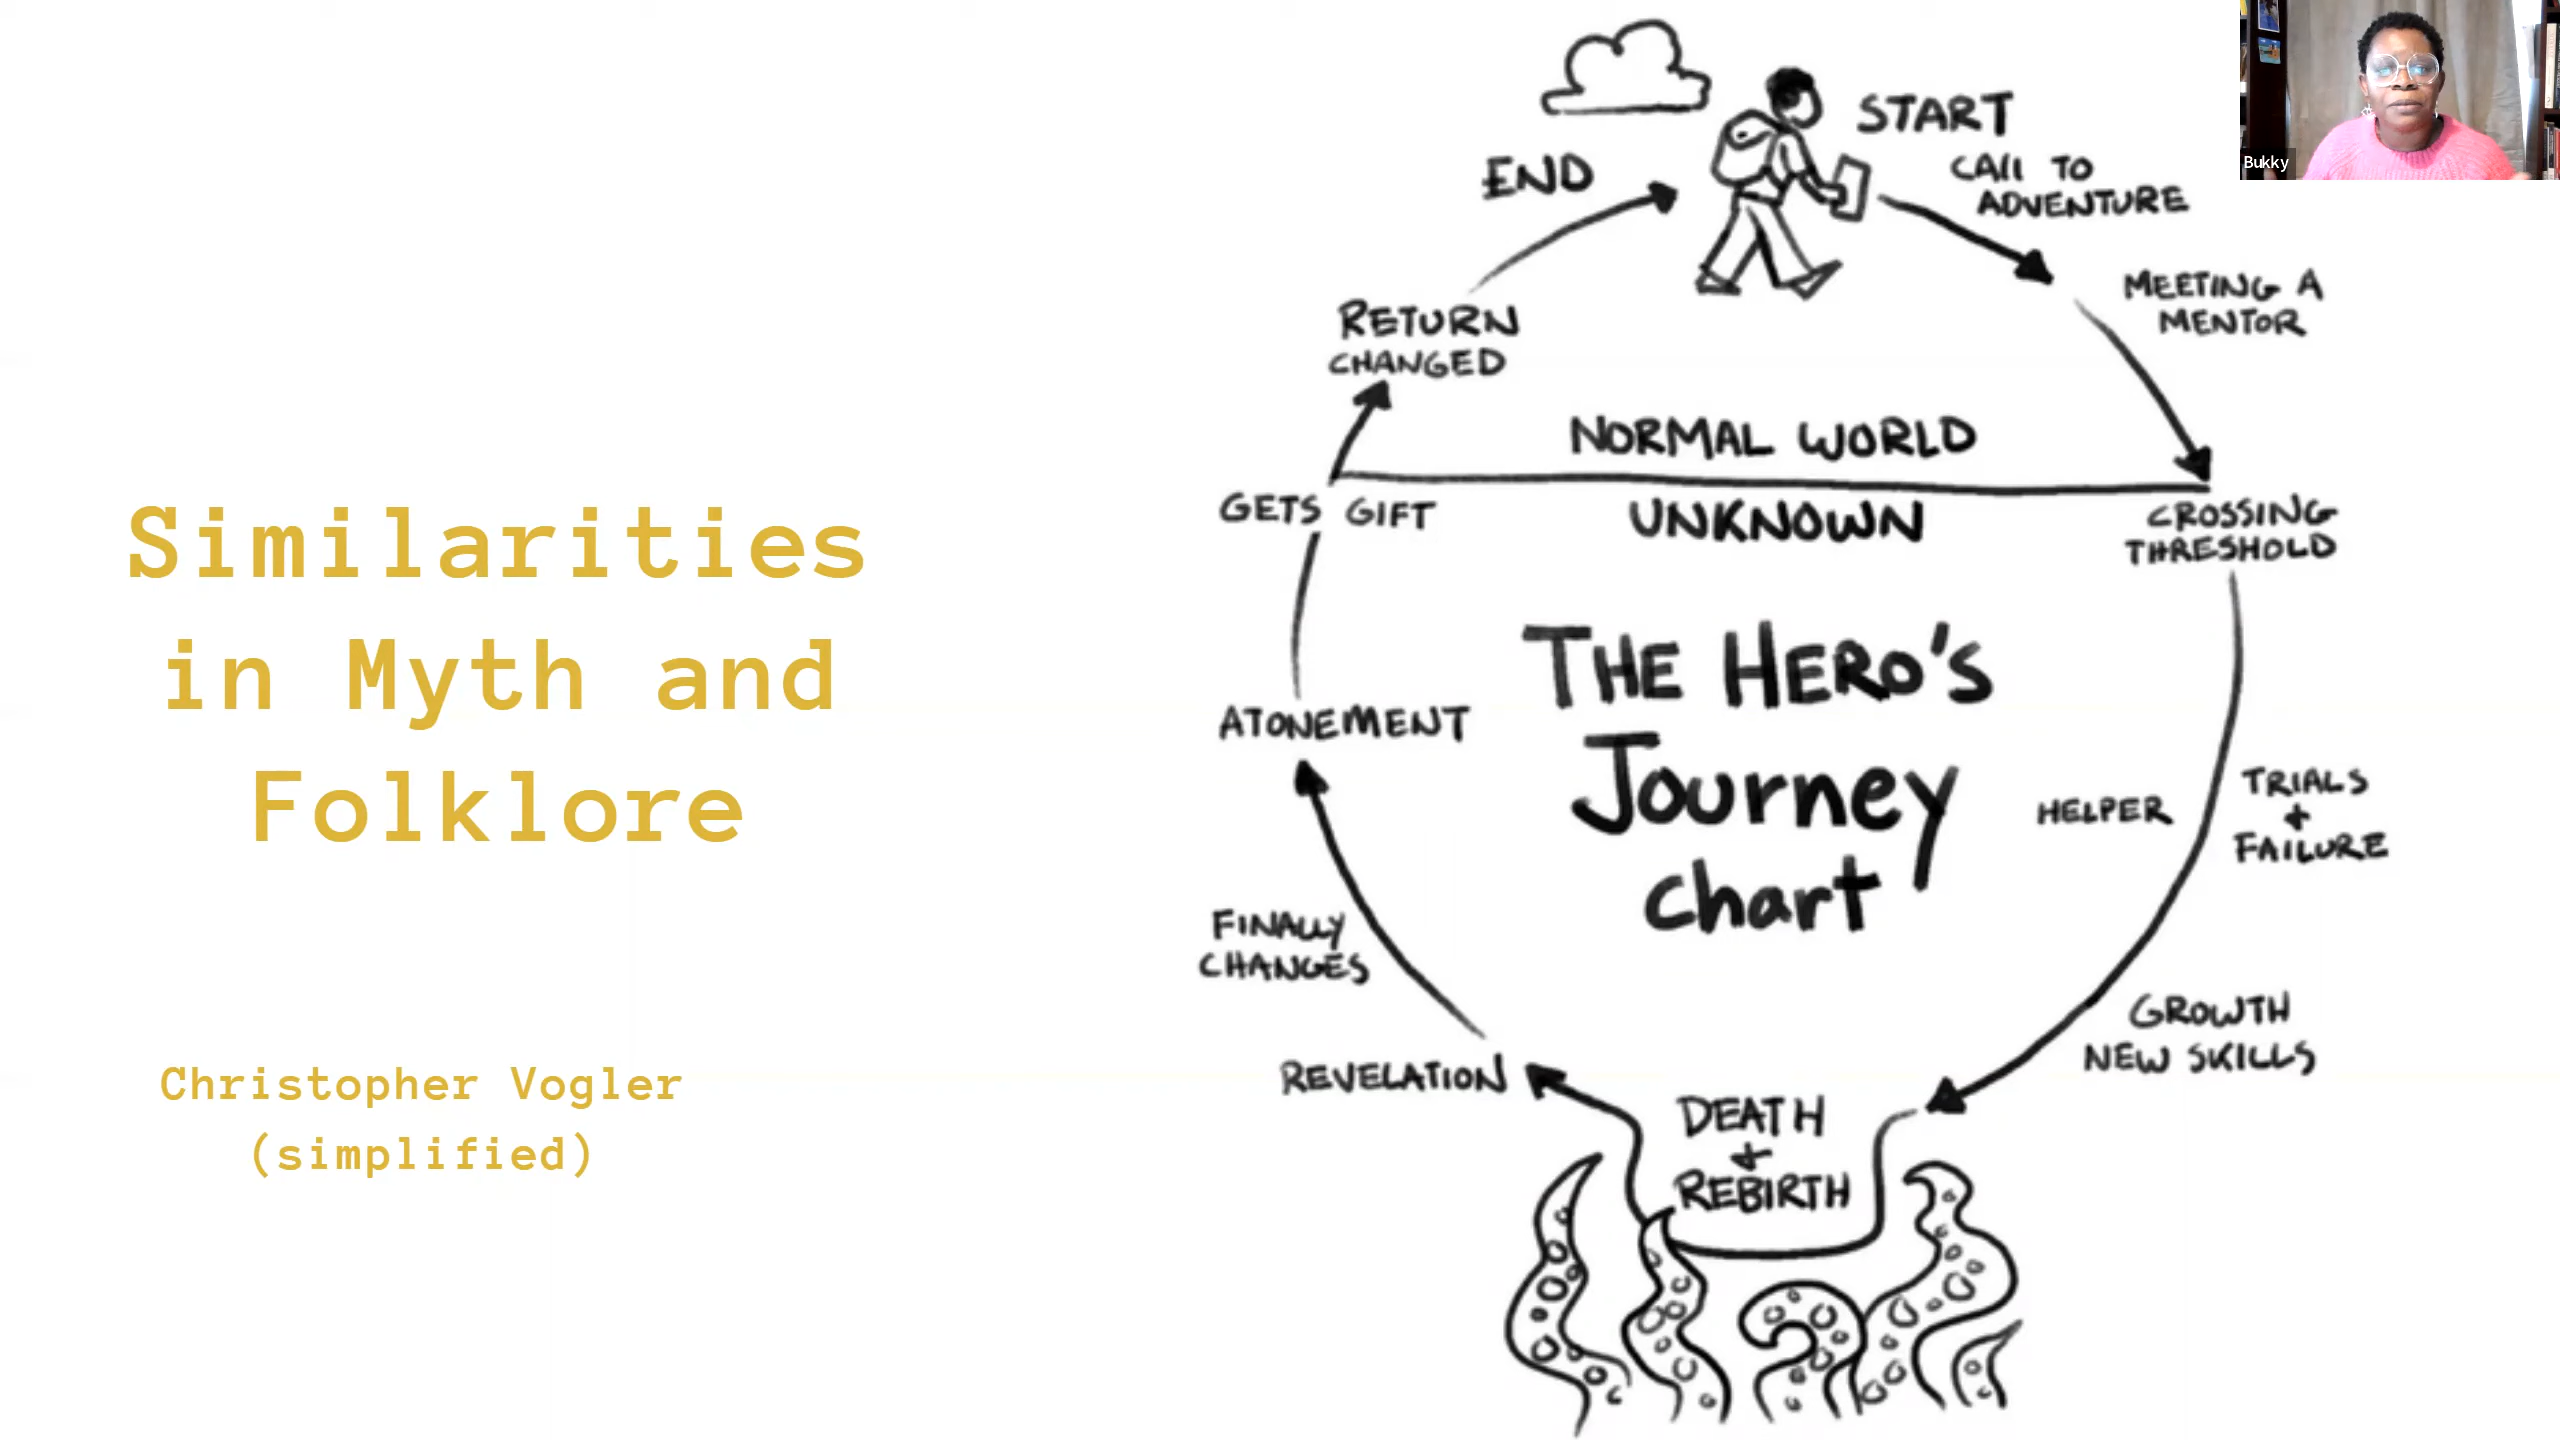 Similarities
in Myth and
Folklore
Christopher Vogler
(simplified)
START
CAll TO
ADVENTURE
MEETING A
MENTOR
CROSSING
THRESHOLD
HELPER
TRIALS
+
FAILURE
GROWTH
NEW SKILLS
DEATH
+
REBIRTH
REVELATION
FINALLY
CHANGES
ATONEMENT
GETS GIFT
RETURN
CHANGED
END
NORMAL WORLD
UNKNOWN
THE HERO'S
JOURNEY
chart
Bukky